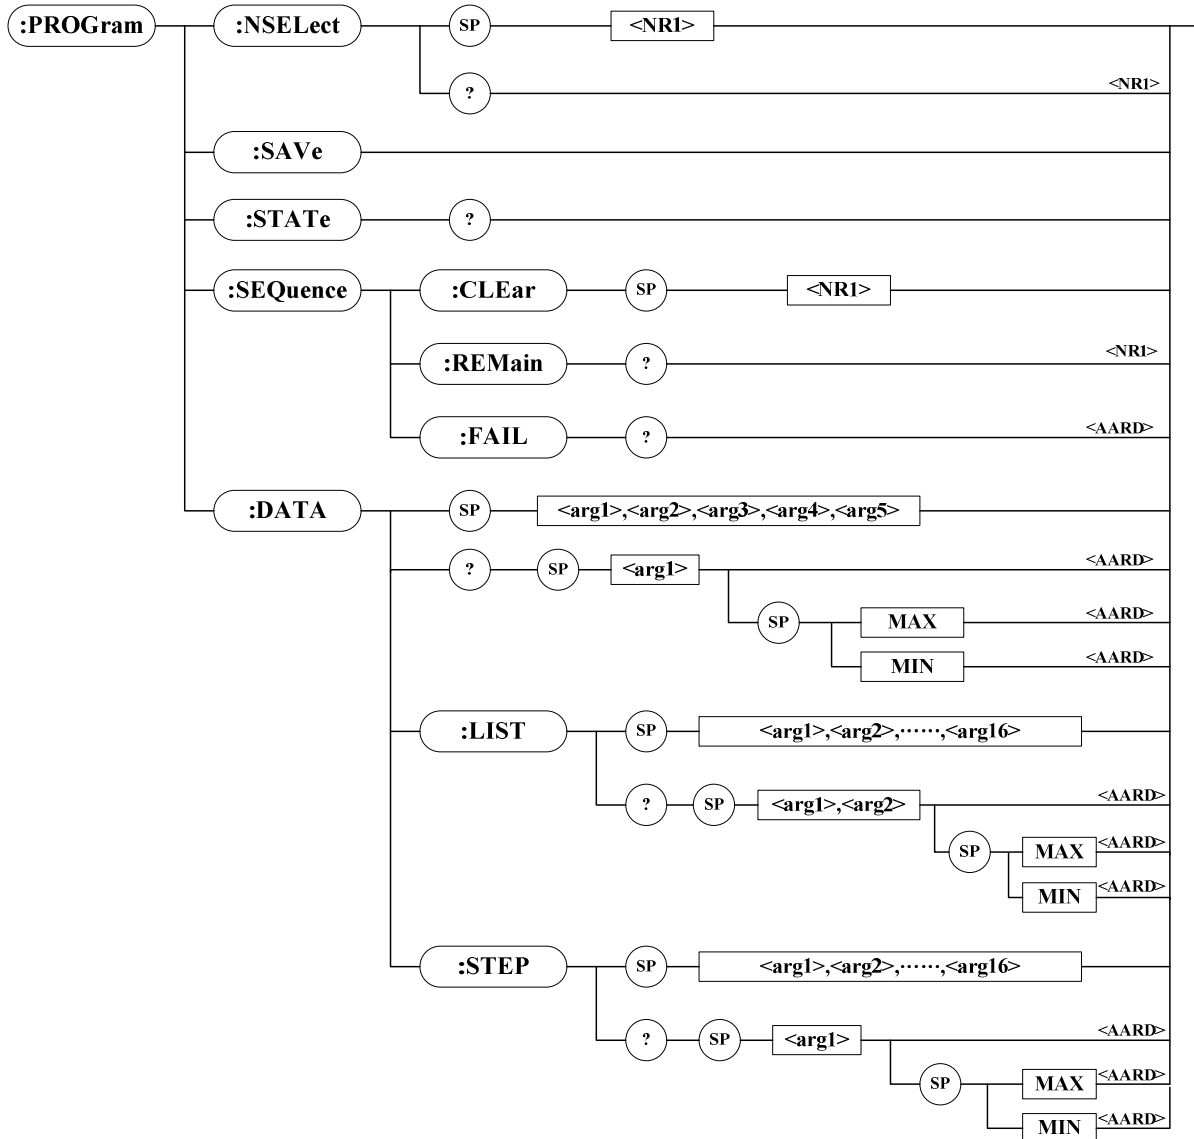 :PROGram :NSELect SP <NR1>
? <NR1>
:SAVe
:STATe ?
:SEQuence :CLEar SP <NR1>
:REMain ? <NR1>
:FAIL ? <AARD>
:DATA SP <arg1>,<arg2>,<arg3>,<arg4>,<arg5>
? SP <arg1> <AARD>
SP MAX <AARD>
MIN <AARD>
:LIST SP <arg1>,<arg2>,······,<arg16>
? SP <arg1>,<arg2> <AARD>
SP MAX <AARD>
MIN <AARD>
:STEP SP <arg1>,<arg2>,······,<arg16>
? SP <arg1> <AARD>
SP MAX <AARD>
MIN <AARD>